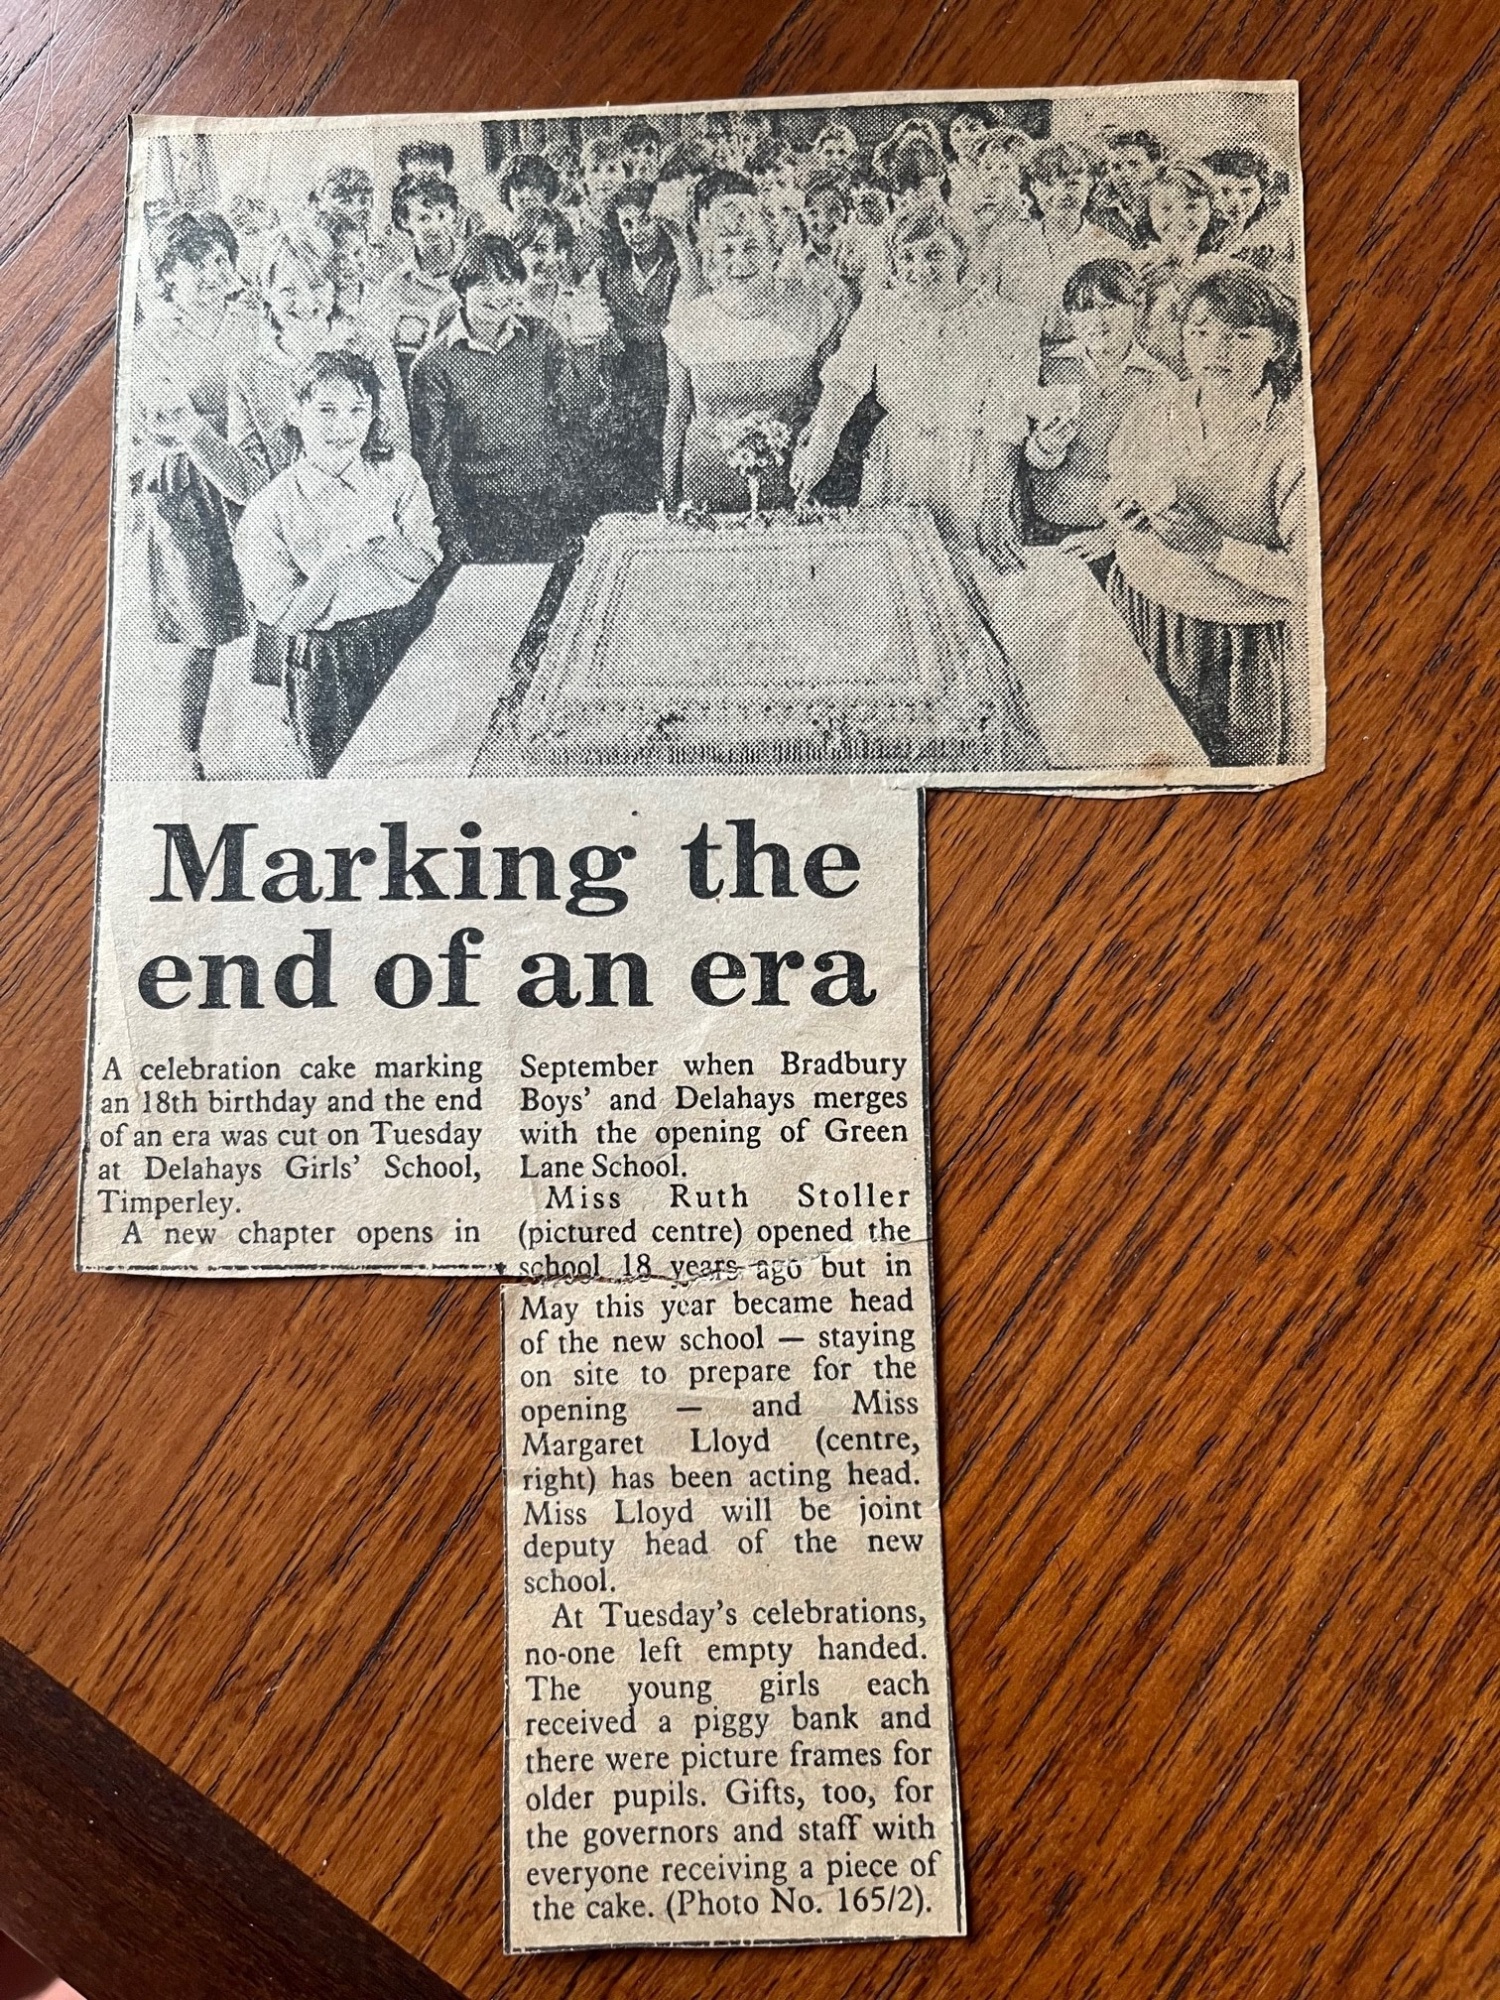 Marking the
end of an era
A celebration cake marking
an 18th birthday and the end
of an era was cut on Tuesday
at Delahays Girls' School,
Timperley.
A new chapter opens in
September when Bradbury
Boys' and Delahays merges
with the opening of Green
Lane School.
Miss Ruth Stoller
(pictured centre) opened the
school 18 years ago but in
May this year became head
of the new school — staying
on site to prepare for the
opening — and Miss
Margaret Lloyd (centre,
right) has been acting head.
Miss Lloyd will be joint
deputy head of the new
school.
At Tuesday's celebrations,
no-one left empty handed.
The young girls each
received a piggy bank and
there were picture frames for
older pupils. Gifts, too, for
the governors and staff with
everyone receiving a piece of
the cake. (Photo No. 165/2).